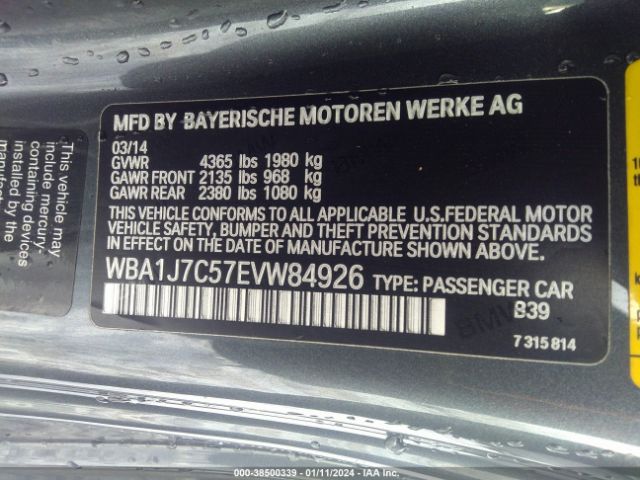 MFD BY BAYERISCHE MOTOREN WERKE AG
03/14
GVWR 4365 lbs 1980 kg
GAWR FRONT 2135 lbs 968 kg
GAWR REAR 2380 lbs 1080 kg
THIS VEHICLE CONFORMS TO ALL APPLICABLE U.S.FEDERAL MOTOR
VEHICLE SAFETY, BUMPER AND THEFT PREVENTION STANDARDS
IN EFFECT ON THE DATE OF MANUFACTURE SHOWN ABOVE.
WBA1J7C57EVW84926 TYPE: PASSENGER CAR
B39
7 315 814
This vehicle may
include mercury-
containing
installed by the
000-38500339 - 01/11/2024 - IAA Inc.